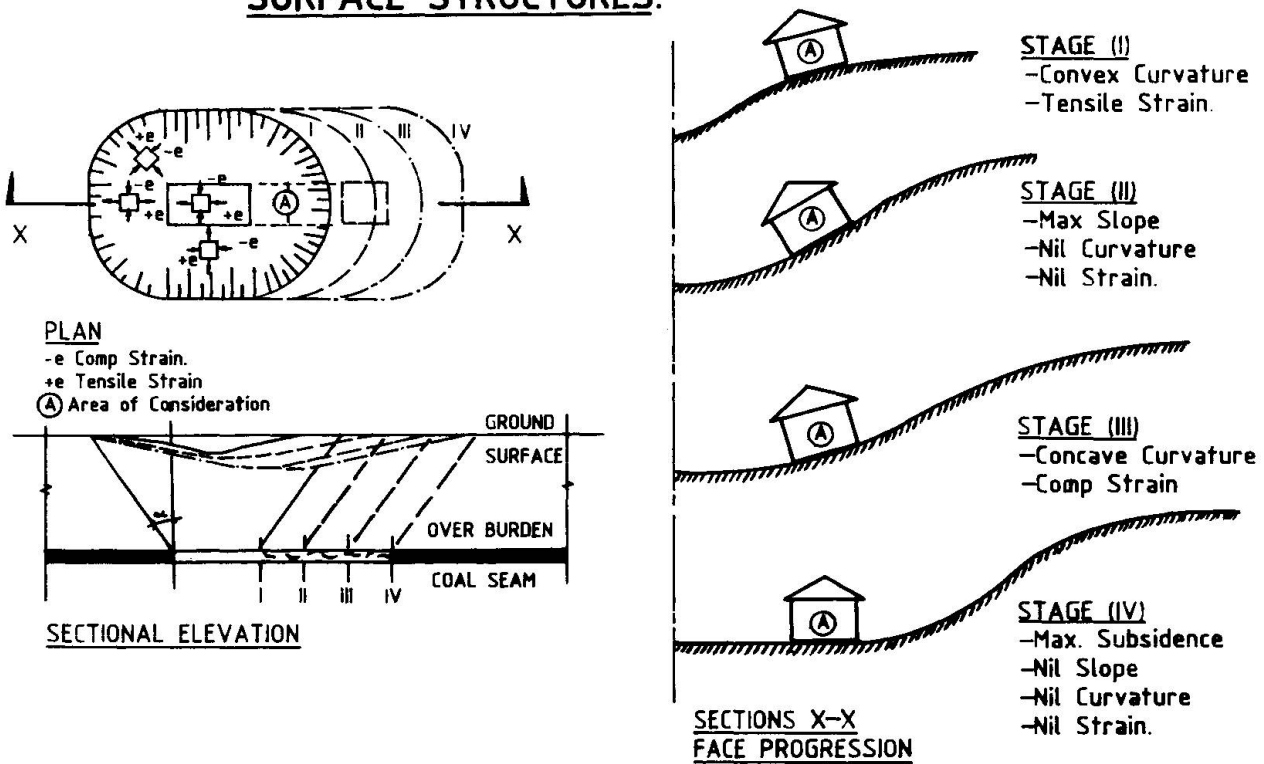 SURFACE STRUCTURES.
I II III IV
+e
-e
-e
-e
+e
+e
A
-e
+e
X
X
PLAN
-e Comp Strain.
+e Tensile Strain
A Area of Consideration
GROUND
SURFACE
α
OVER BURDEN
COAL SEAM
I II III IV
SECTIONAL ELEVATION
A
STAGE (I)
-Convex Curvature
-Tensile Strain.
A
STAGE (II)
-Max Slope
-Nil Curvature
-Nil Strain.
A
STAGE (III)
-Concave Curvature
-Comp Strain
A
STAGE (IV)
-Max. Subsidence
-Nil Slope
-Nil Curvature
-Nil Strain.
SECTIONS X-X
FACE PROGRESSION